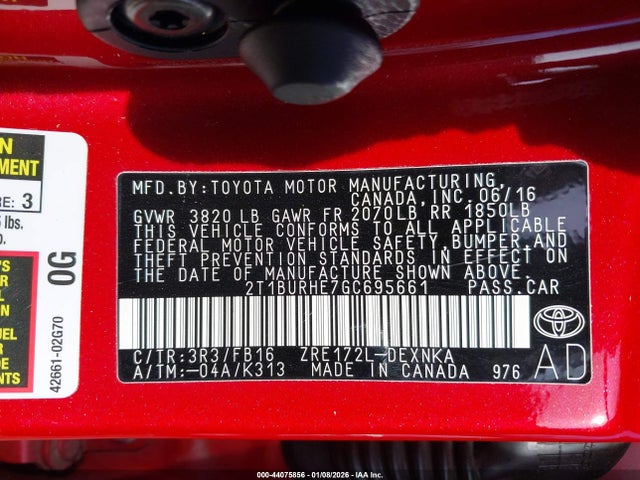 MFD.BY:TOYOTA MOTOR MANUFACTURING,
CANADA, INC. 06/16
GVWR 3820 LB GAWR FR 2070LB RR 1850LB
THIS VEHICLE CONFORMS TO ALL APPLICABLE
FEDERAL MOTOR VEHICLE SAFETY, BUMPER, AND
THEFT PREVENTION STANDARDS IN EFFECT ON
THE DATE OF MANUFACTURE SHOWN ABOVE.
2T1BURHE7GC695661 PASS.CAR
C/TR:3R3/FB16 ZRE172L-DEXNKA
A/TM:-04A/K313 MADE IN CANADA 976
AD
3
lbs.
OG
42661-02G70
000-44075856 - 01/08/2026 - IAA Inc.